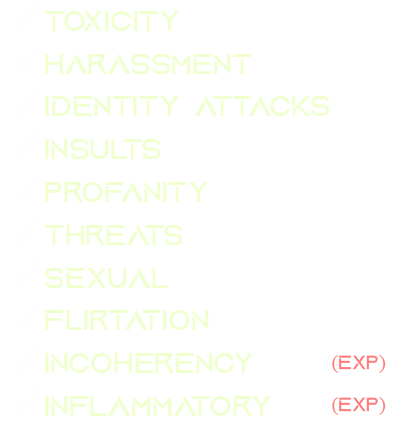 TOXICITY
HARASSMENT
IDENTITY ATTACKS
INSULTS
PROFANITY
THREATS
SEXUAL
FLIRTATION
INCOHERENCY (EXP)
INFLAMMATORY (EXP)